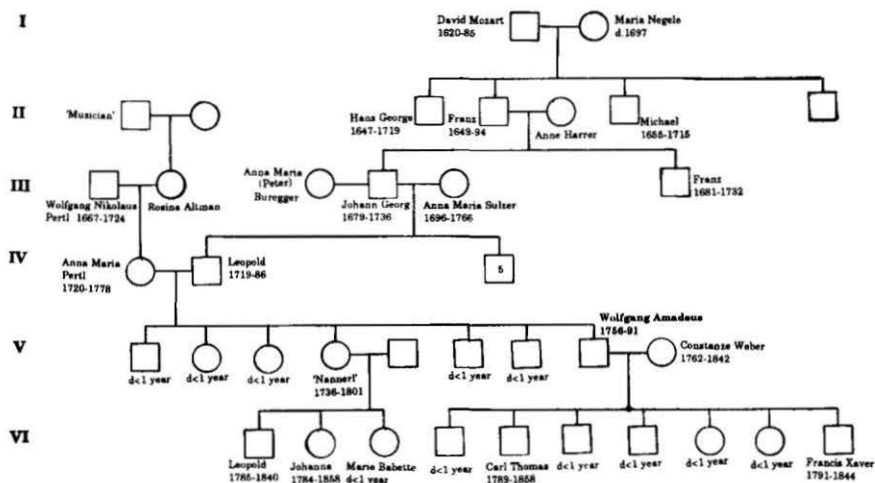 I
David Mozart
1620-85
Maria Negele
d.1697
II
'Musician'
Hans George
1647-1719
Franz
1649-94
Anne Harrer
Michael
1655-1715
III
Wolfgang Nikolaus
Pertl 1667-1724
Rosina Altman
Anna Maria
(Peter)
Buregger
Johann Georg
1679-1736
Anna Maria Sulzer
1696-1766
Franz
1681-1732
IV
Anna Maria
Pertl
1720-1778
Leopold
1719-86
5
V
d<1 year
d<1 year
d<1 year
'Nannerl'
1736-1801
d<1 year
d<1 year
Wolfgang Amadeus
1756-91
Constanze Weber
1762-1842
VI
Leopold
1785-1840
Johanna
1784-1858
Marie Babette
d<1 year
d<1 year
Carl Thomas
1789-1858
d<1 year
d<1 year
d<1 year
d<1 year
Francis Xaver
1791-1844